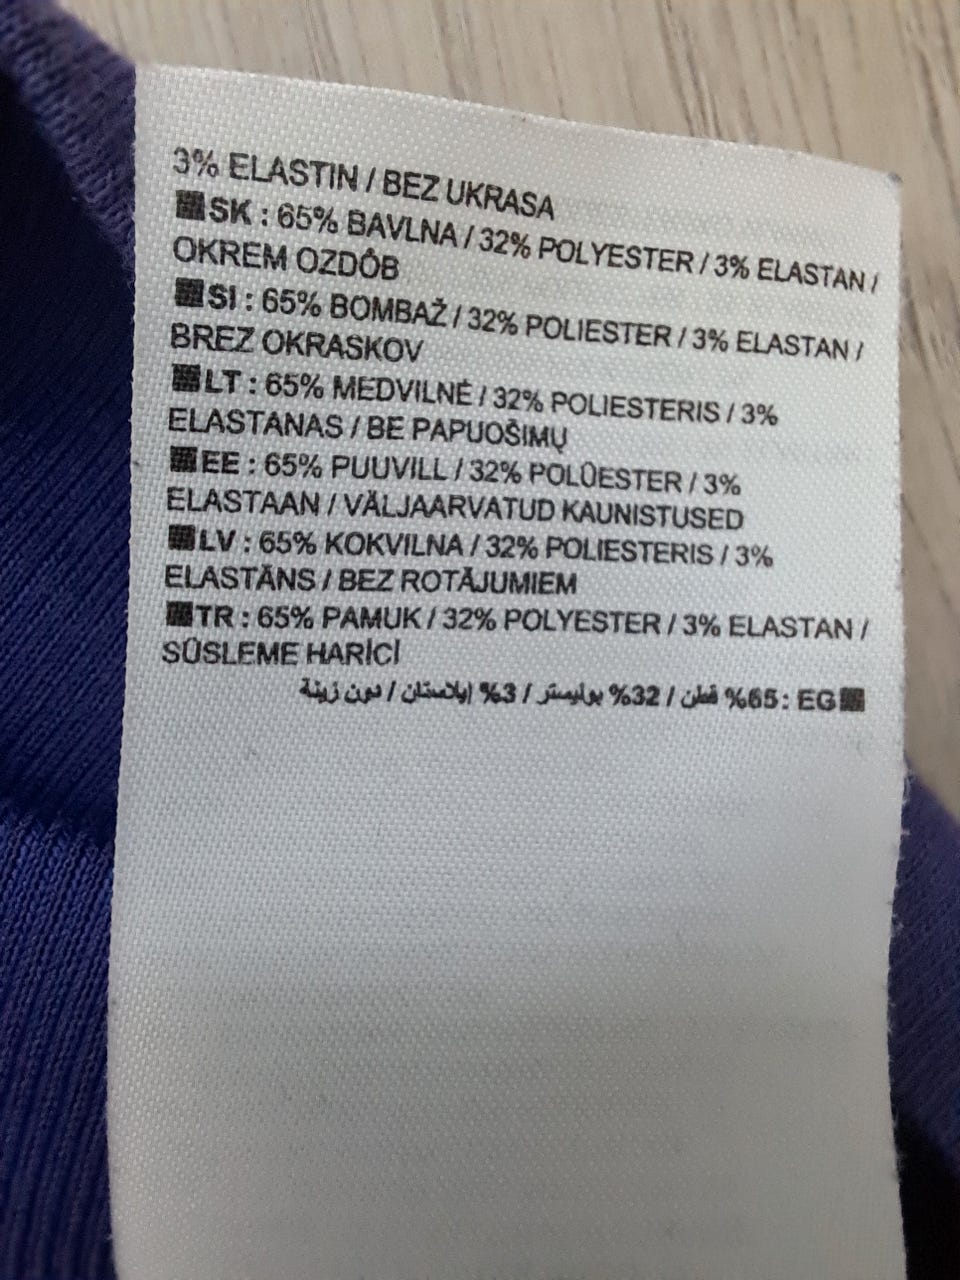 3% ELASTIN / BEZ UKRASA
SK : 65% BAVLNA / 32% POLYESTER / 3% ELASTAN /
OKREM OZDÔB
SI : 65% BOMBAŽ / 32% POLIESTER / 3% ELASTAN /
BREZ OKRASKOV
LT : 65% MEDVILNĖ / 32% POLIESTERIS / 3%
ELASTANAS / BE PAPUOŠIMŲ
EE : 65% PUUVILL / 32% POLÜESTER / 3%
ELASTAAN / VÄLJAARVATUD KAUNISTUSED
LV : 65% KOKVILNA / 32% POLIESTERIS / 3%
ELASTĀNS / BEZ ROTĀJUMIEM
TR : 65% PAMUK / 32% POLYESTER / 3% ELASTAN /
SÜSLEME HARİCİ
EG : 65% قطن / 32% بوليستر / 3% إيلاستان / دون زينة